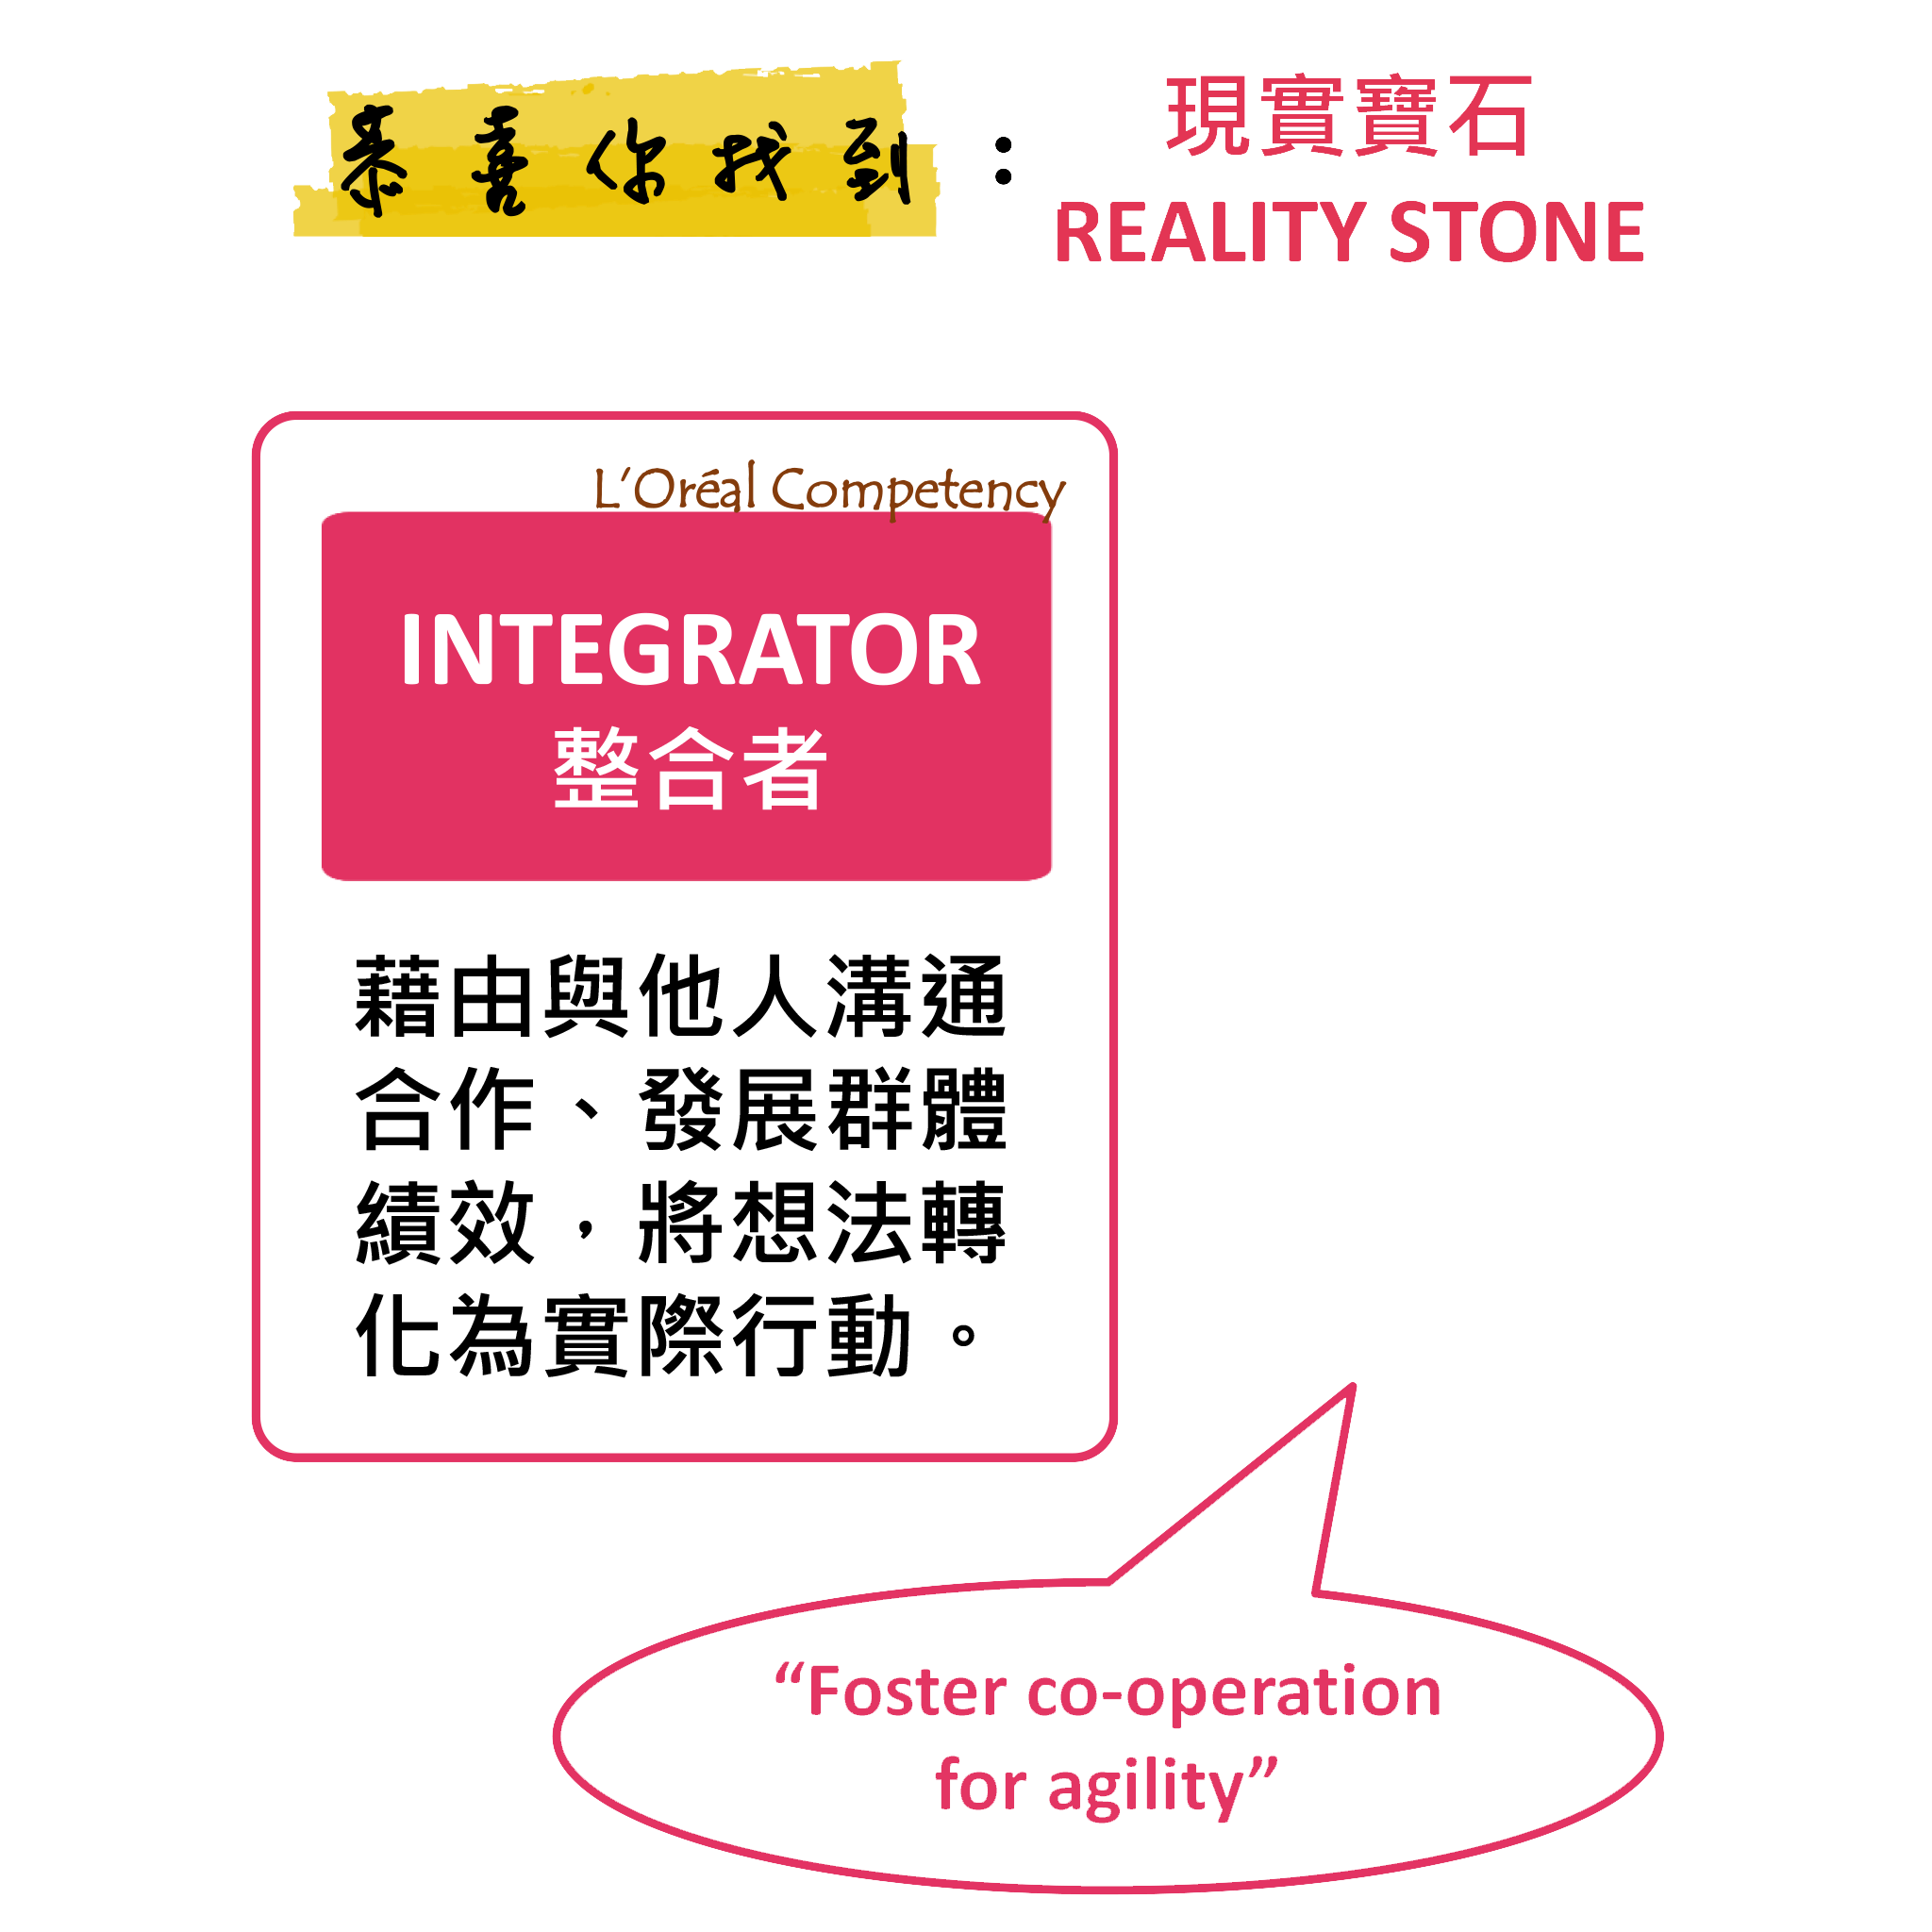 恭喜你找到：
現實寶石
REALITY STONE
L'Oréal Competency
INTEGRATOR
整合者
藉由與他人溝通
合作、發展群體
績效，將想法轉
化為實際行動。
“Foster co-operation
for agility”